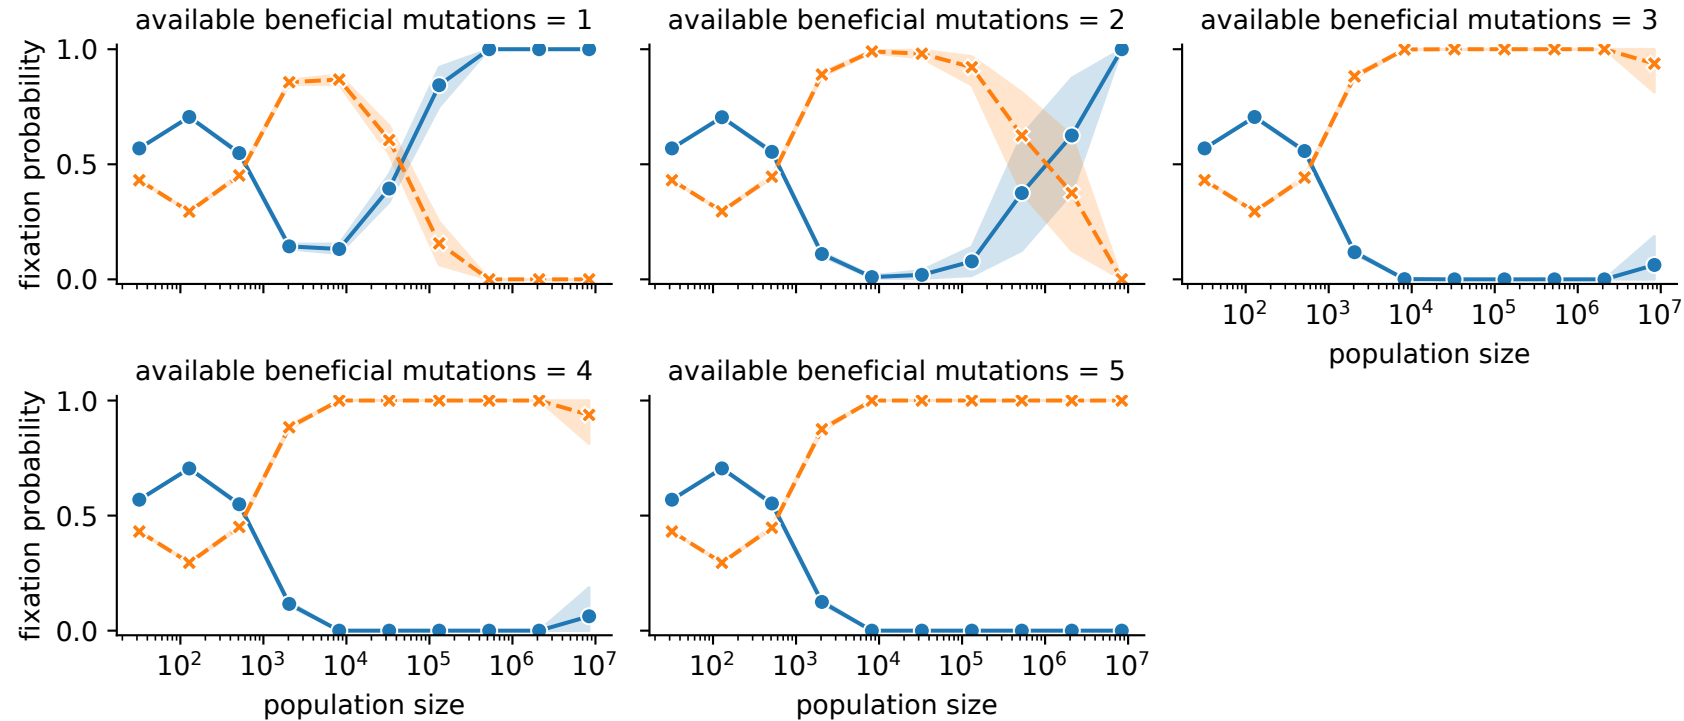 available beneficial mutations = 1
available beneficial mutations = 2
available beneficial mutations = 3
fixation probability
1.0
0.5
0.0
10² 10³ 10⁴ 10⁵ 10⁶ 10⁷
population size
available beneficial mutations = 4
available beneficial mutations = 5
fixation probability
1.0
0.5
0.0
10² 10³ 10⁴ 10⁵ 10⁶ 10⁷
10² 10³ 10⁴ 10⁵ 10⁶ 10⁷
population size
population size